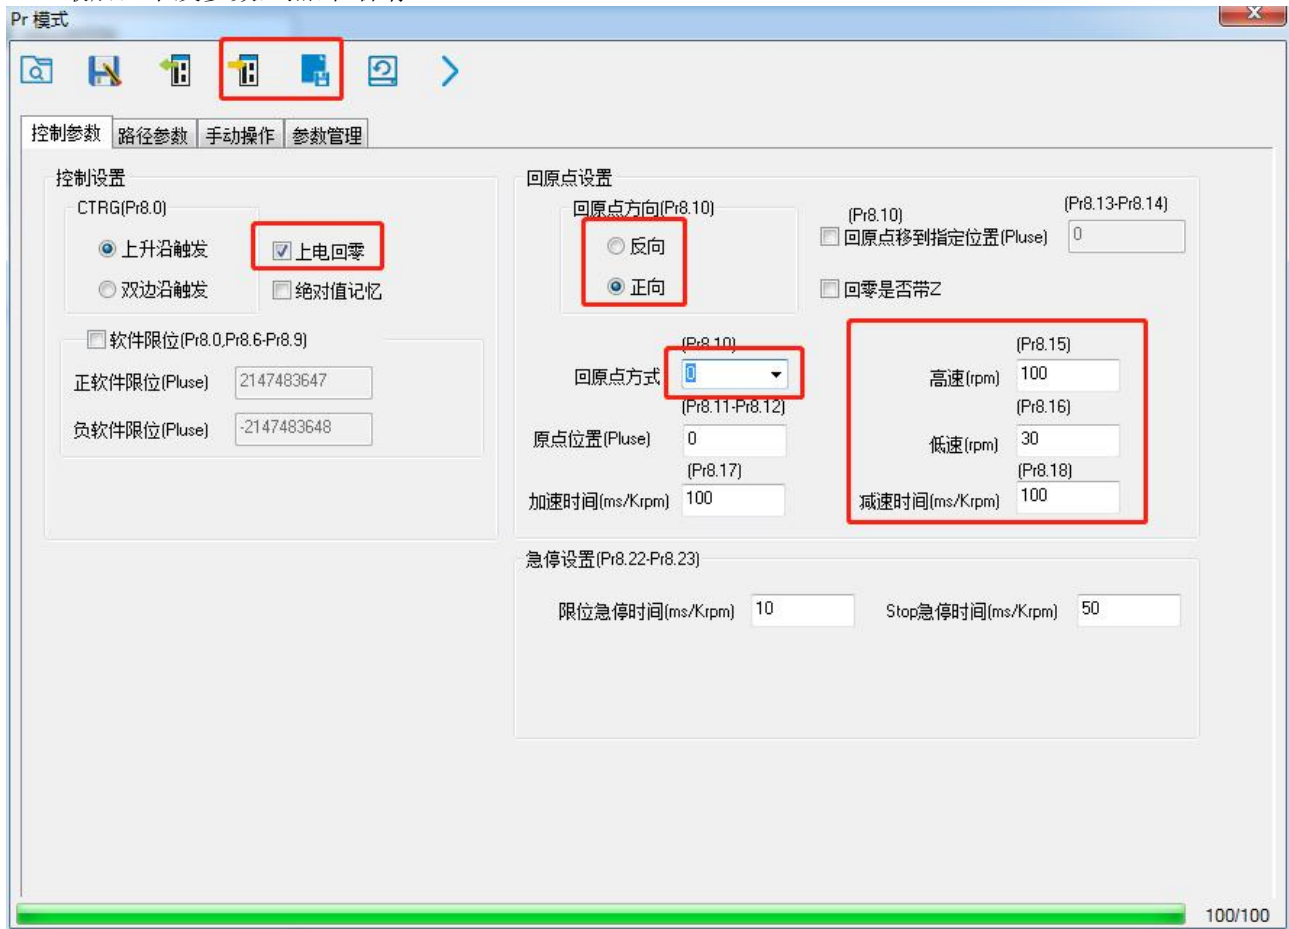 Pr 模式
控制参数 路径参数 手动操作 参数管理
控制设置
CTRG(Pr8.0)
上升沿触发
上电回零
双边沿触发
绝对值记忆
软件限位(Pr8.0,Pr8.6-Pr8.9)
正软件限位(Pluse) 2147483647
负软件限位(Pluse) -2147483648
回原点设置
回原点方向(Pr8.10)
反向
正向
(Pr8.10)
(Pr8.13-Pr8.14)
回原点移到指定位置(Pluse) 0
回零是否带Z
(Pr8.10)
回原点方式 0
(Pr8.11-Pr8.12)
原点位置(Pluse) 0
(Pr8.17)
加速时间(ms/Krpm) 100
(Pr8.15)
高速(rpm) 100
(Pr8.16)
低速(rpm) 30
(Pr8.18)
减速时间(ms/Krpm) 100
急停设置(Pr8.22-Pr8.23)
限位急停时间(ms/Krpm) 10
Stop急停时间(ms/Krpm) 50
100/100